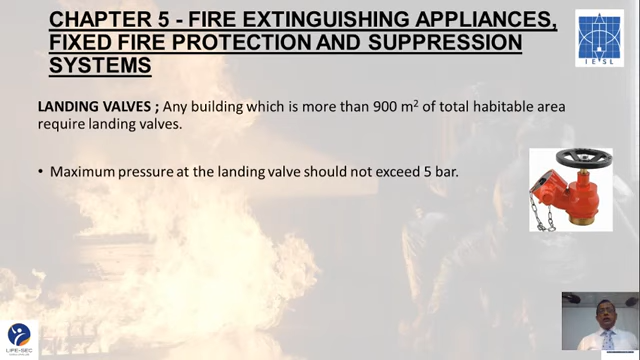 CHAPTER 5 - FIRE EXTINGUISHING APPLIANCES,
FIXED FIRE PROTECTION AND SUPPRESSION
SYSTEMS
IESL
LANDING VALVES ; Any building which is more than 900 m² of total habitable area
require landing valves.
• Maximum pressure at the landing valve should not exceed 5 bar.
LIFE-SEC